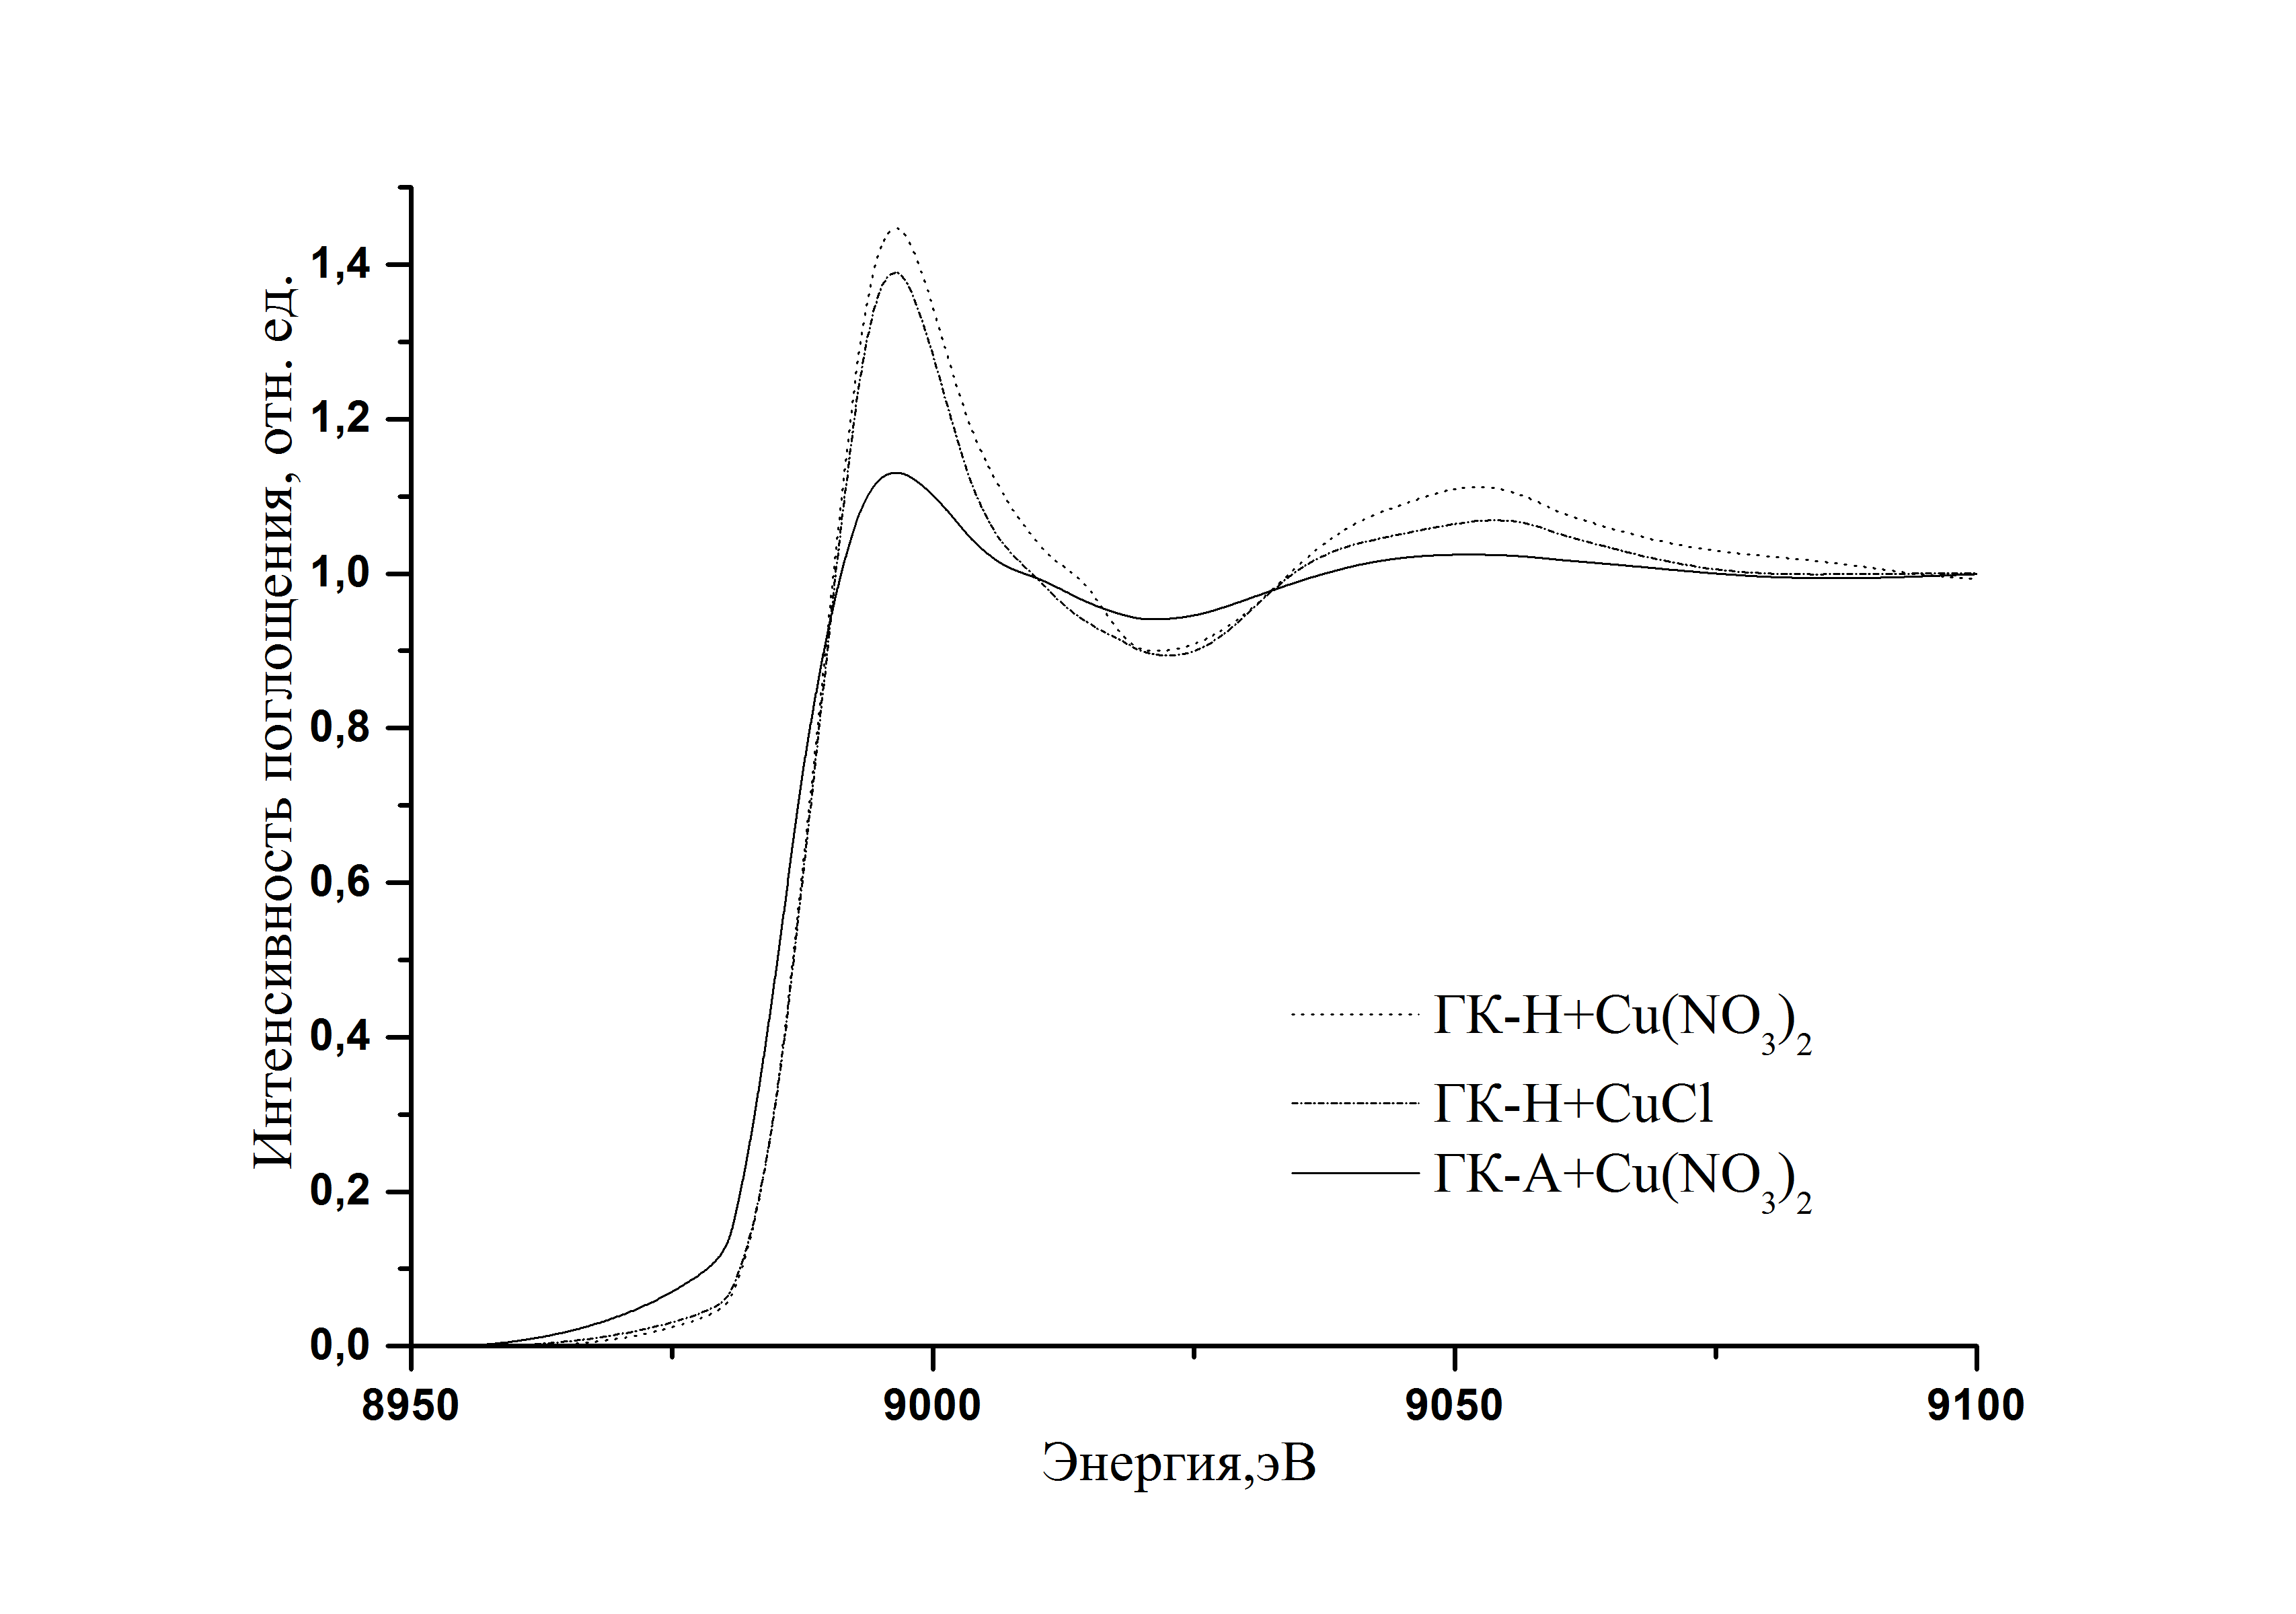 Интенсивность поглощения, отн. ед.
1,4
1,2
1,0
0,8
0,6
0,4
0,2
0,0
8950
9000
9050
9100
Энергия,эВ
ГК-Н+Cu(NO3)2
ГК-Н+CuCl
ГК-А+Cu(NO3)2